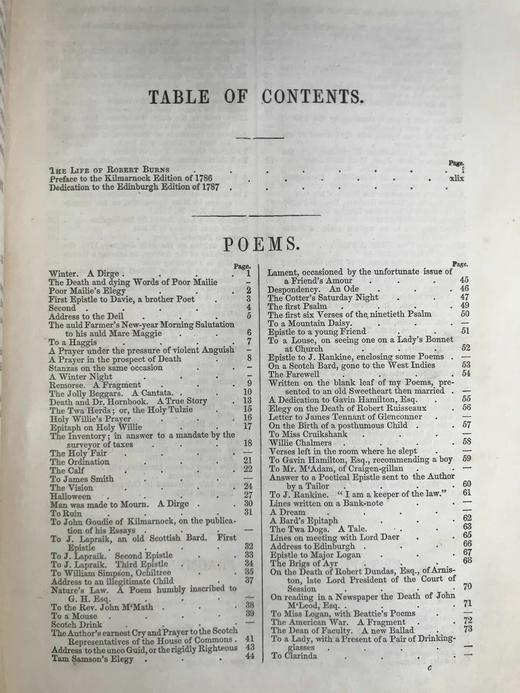 TABLE OF CONTENTS.
Page.
THE LIFE OF ROBERT BURNS . . . . . . . i
Preface to the Kilmarnock Edition of 1786 . . . . . . xlix
Dedication to the Edinburgh Edition of 1787 . . . . . . —
POEMS.
Page.
Winter. A Dirge . . . . 1
The Death and dying Words of Poor Mailie –
Poor Mailie's Elegy . . . 2
First Epistle to Davie, a brother Poet . 3
Second . . . . . 4
Address to the Deil . . . 5
The auld Farmer's New-year Morning Salutation
to his auld Mare Maggie . . 6
To a Haggis . . . . 7
A Prayer under the pressure of violent Anguish –
A Prayer in the prospect of Death . 8
Stanzas on the same occasion . . —
A Winter Night . . . . —
Remorse. A Fragment . . . 9
The Jolly Beggars. A Cantata. . . 10
Death and Dr. Hornbook. A True Story . 13
The Twa Herds; or, the Holy Tulzie . 15
Holy Willie's Prayer . . . 16
Epitaph on Holy Willie . . . 17
The Inventory; in answer to a mandate by the
surveyor of taxes . . . 18
The Holy Fair . . . . —
The Ordination . . . . 21
The Calf . . . . . 22
To James Smith . . . . —
The Vision . . . . 24
Halloween . . . . 27
Man was made to Mourn. A Dirge . . 30
To Ruin . . . . . 31
To John Goudie of Kilmarnock, on the publica-
tion of his Essays . . . —
To J. Lapraik, an old Scottish Bard. First
Epistle . . . . 32
To J. Lapraik. Second Epistle . . 33
To J. Lapraik. Third Epistle . . 34
To William Simpson, Ochiltree . . 35
Address to an illegitimate Child . . 37
Nature's Law. A Poem humbly inscribed to
G. H. Esq. . . . . —
To the Rev. John M'Math . . . 38
To a Mouse . . . . 39
Scotch Drink . . . . —
The Author's earnest Cry and Prayer to the Scotch
Representatives of the House of Commons . 41
Address to the unco Guid, or the rigidly Righteous 43
Tam Samson's Elegy . . . 44
Page.
Lament, occasioned by the unfortunate issue of
a Friend's Amour . . . 45
Despondency. An Ode . . . 46
The Cotter's Saturday Night . . 47
The first Psalm . . . . 49
The first six Verses of the ninetieth Psalm 50
To a Mountain Daisy. . . . —
Epistle to a young Friend . . . 51
To a Louse, on seeing one on a Lady's Bonnet
at Church . . . . 52
Epistle to J. Rankine, enclosing some Poems . —
On a Scotch Bard, gone to the West Indies 53
The Farewell . . . . 54
Written on the blank leaf of my Poems, pre-
sented to an old Sweetheart then married . —
A Dedication to Gavin Hamilton, Esq. . 55
Elegy on the Death of Robert Ruisseaux . 56
Letter to James Tennant of Glenconner . —
On the Birth of a posthumous Child . . 57
To Miss Cruikshank . . . —
Willie Chalmers . . . . 58
Verses left in the room where he slept . —
To Gavin Hamilton, Esq., recommending a boy 59
To Mr. M'Adam, of Craigen-gillan . . —
Answer to a Poetical Epistle sent to the Author
by a Tailor . . . . 60
To J. Rankine. "I am a keeper of the law." . 61
Lines written on a Bank-note . . —
A Dream . . . . . —
A Bard's Epitaph . . . 62
The Twa Dogs. A Tale. . . . 63
Lines on meeting with Lord Daer . . 65
Address to Edinburgh . . . 66
Epistle to Major Logan . . . 67
The Brigs of Ayr . . . . 68
On the Death of Robert Dundas, Esq., of Arnis-
ton, late Lord President of the Court of
Session . . . . 70
On reading in a Newspaper the Death of John
M'Leod, Esq. . . . . 71
To Miss Logan, with Beattie's Poems . —
The American War. A Fragment . . 72
The Dean of Faculty. A new Ballad . 73
To a Lady, with a Present of a Pair of Drinking-
glasses . . . . —
To Clarinda . . . . —
c